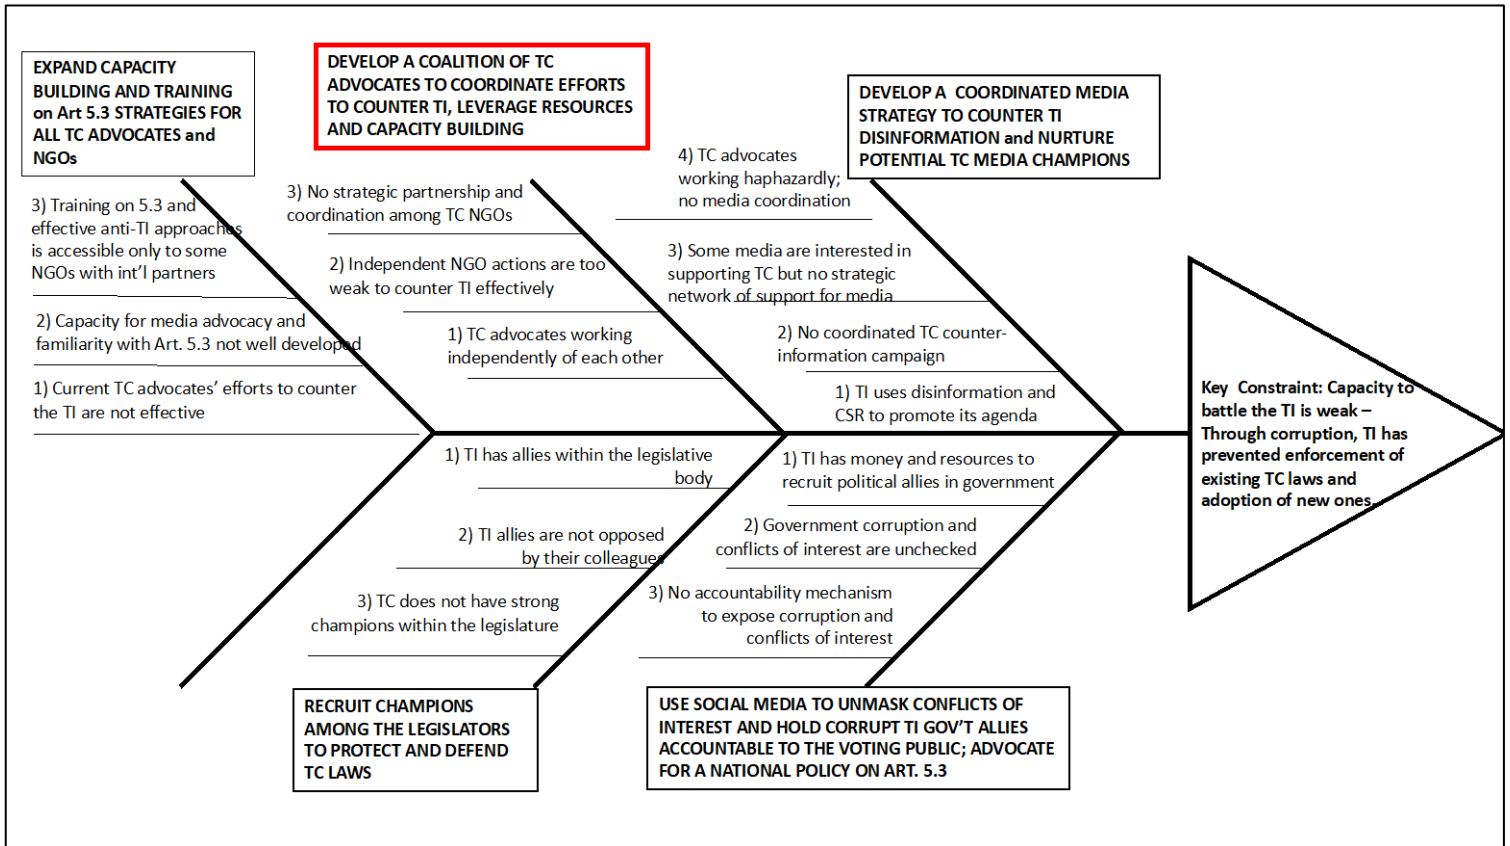 EXPAND CAPACITY
BUILDING AND TRAINING
on Art 5.3 STRATEGIES FOR
ALL TC ADVOCATES and
NGOs
3) Training on 5.3 and
effective anti-TI approaches
is accessible only to some
NGOs with int'l partners
2) Capacity for media advocacy and
familiarity with Art. 5.3 not well developed
1) Current TC advocates' efforts to counter
the TI are not effective
DEVELOP A COALITION OF TC
ADVOCATES TO COORDINATE EFFORTS
TO COUNTER TI, LEVERAGE RESOURCES
AND CAPACITY BUILDING
3) No strategic partnership and
coordination among TC NGOs
2) Independent NGO actions are too
weak to counter TI effectively
1) TC advocates working
independently of each other
DEVELOP A  COORDINATED MEDIA
STRATEGY TO COUNTER TI
DISINFORMATION and NURTURE
POTENTIAL TC MEDIA CHAMPIONS
4) TC advocates
working haphazardly;
no media coordination
3) Some media are interested in
supporting TC but no strategic
network of support for media
2) No coordinated TC counter-
information campaign
1) TI uses disinformation and
CSR to promote its agenda
Key  Constraint: Capacity to
battle the TI is weak –
Through corruption, TI has
prevented enforcement of
existing TC laws and
adoption of new ones.
1) TI has allies within the legislative
body
2) TI allies are not opposed
by their colleagues
3) TC does not have strong
champions within the legislature
RECRUIT CHAMPIONS
AMONG THE LEGISLATORS
TO PROTECT AND DEFEND
TC LAWS
1) TI has money and resources to
recruit political allies in government
2) Government corruption and
conflicts of interest are unchecked
3) No accountability mechanism
to expose corruption and
conflicts of interest
USE SOCIAL MEDIA TO UNMASK CONFLICTS OF
INTEREST AND HOLD CORRUPT TI GOV'T ALLIES
ACCOUNTABLE TO THE VOTING PUBLIC; ADVOCATE
FOR A NATIONAL POLICY ON ART. 5.3